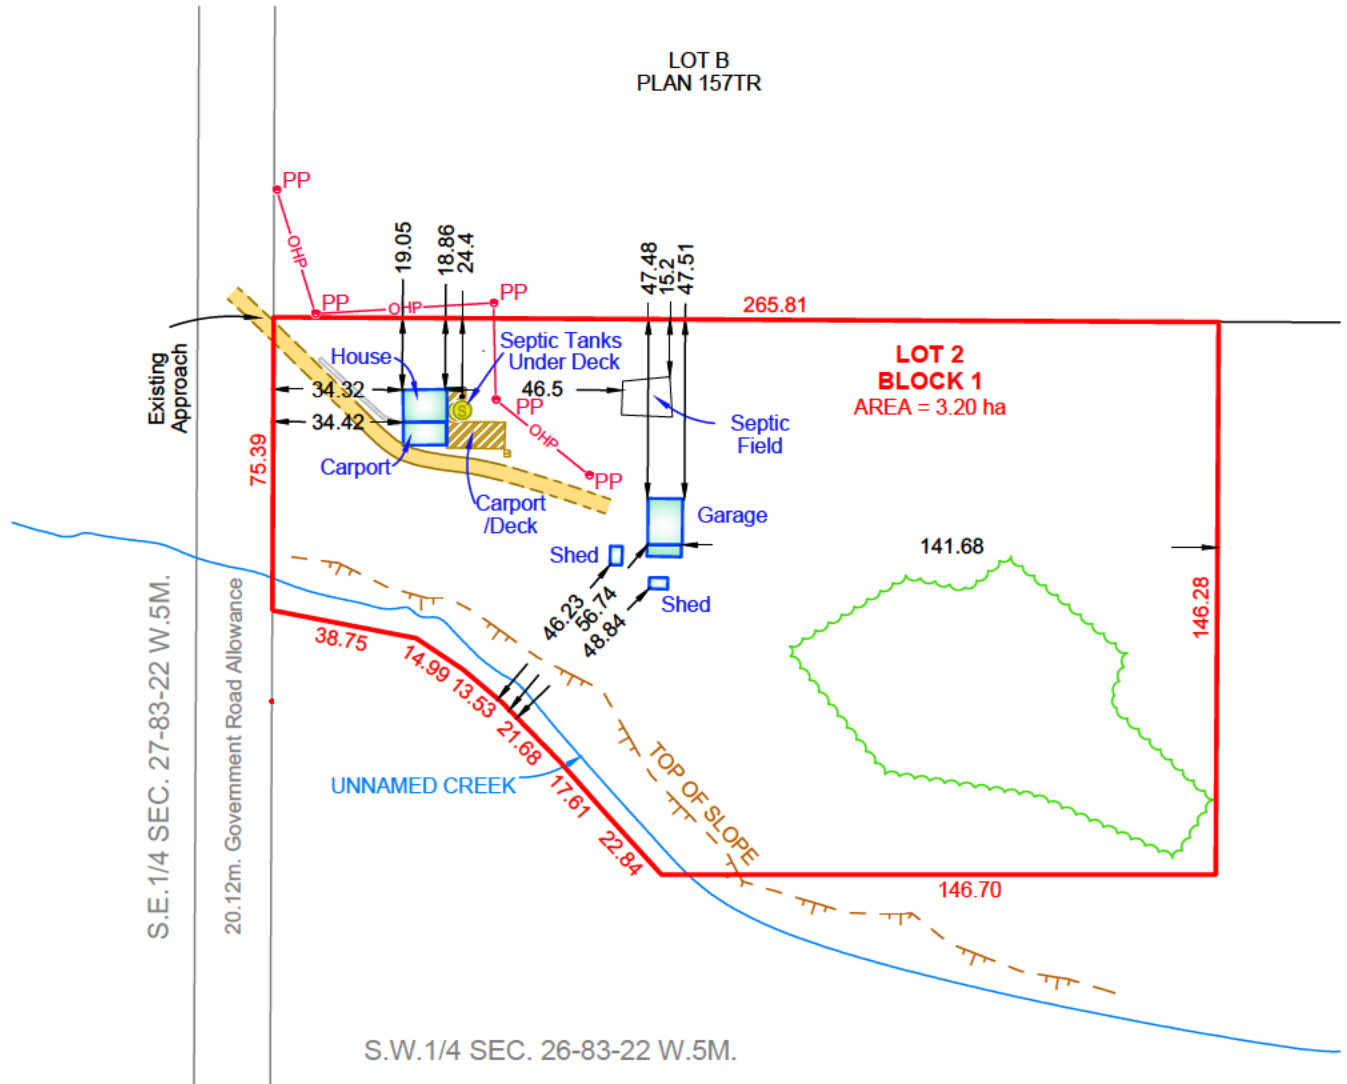 LOT B
PLAN 157TR
PP
OHP
PP
OHP
PP
19.05
18.86
24.4
47.48
15.2
47.51
265.81
Existing
Approach
House
Septic Tanks
Under Deck
34.32
34.42
46.5
S
PP
OHP
PP
Septic
Field
LOT 2
BLOCK 1
AREA = 3.20 ha
75.39
Carport
Carport
/Deck
Garage
Shed
Shed
141.68
146.28
46.23
56.74
48.84
38.75
14.99
13.53
21.68
17.61
22.84
UNNAMED CREEK
TOP OF SLOPE
146.70
S.E.1/4 SEC. 27-83-22 W.5M.
20.12m. Government Road Allowance
S.W.1/4 SEC. 26-83-22 W.5M.